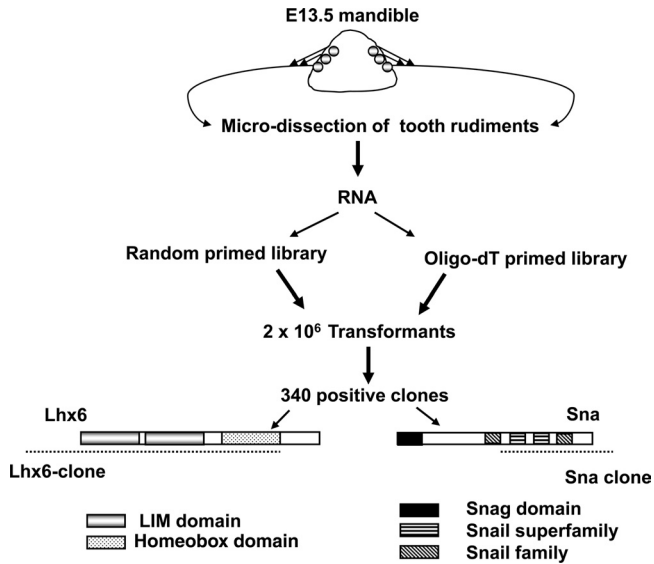 E13.5 mandible
Micro-dissection of tooth rudiments
RNA
Random primed library
Oligo-dT primed library
2 x 10⁶ Transformants
340 positive clones
Lhx6
Sna
Lhx6-clone
Sna clone
LIM domain
Homeobox domain
Snag domain
Snail superfamily
Snail family